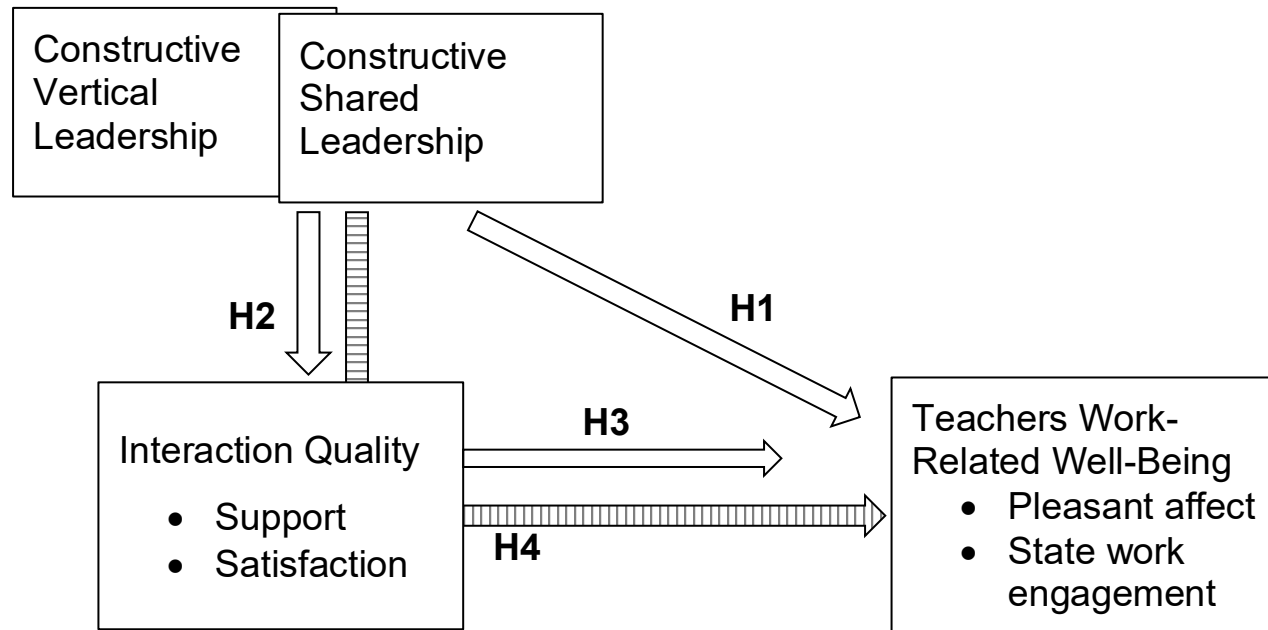 Constructive
Vertical
Leadership
Constructive
Shared
Leadership
H2
H1
Interaction Quality
• Support
• Satisfaction
H3
H4
Teachers Work-
Related Well-Being
• Pleasant affect
• State work
engagement